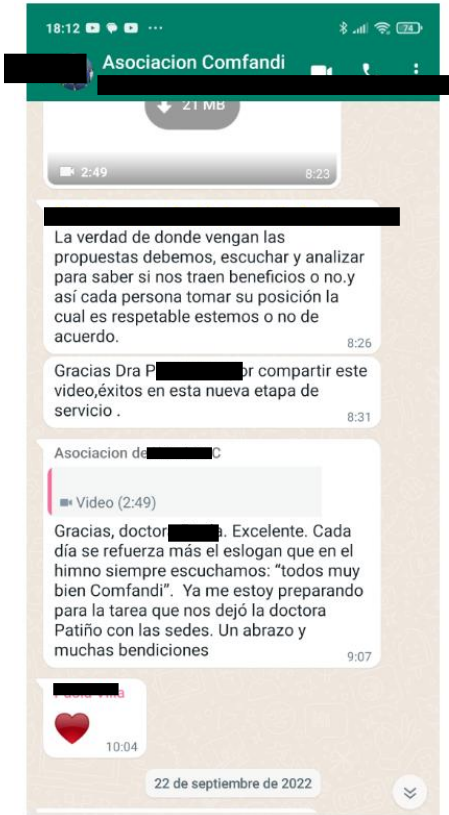 18:12
74
Asociacion Comfandi
21 MB
2:49
8:23
La verdad de donde vengan las
propuestas debemos, escuchar y analizar
para saber si nos traen beneficios o no.y
así cada persona tomar su posición la
cual es respetable estemos o no de
acuerdo.
8:26
Gracias Dra P or compartir este
video,éxitos en esta nueva etapa de
servicio .
8:31
Asociacion de C
Video (2:49)
Gracias, doctor a. Excelente. Cada
día se refuerza más el eslogan que en el
himno siempre escuchamos: “todos muy
bien Comfandi”. Ya me estoy preparando
para la tarea que nos dejó la doctora
Patiño con las sedes. Un abrazo y
muchas bendiciones
9:07
10:04
22 de septiembre de 2022